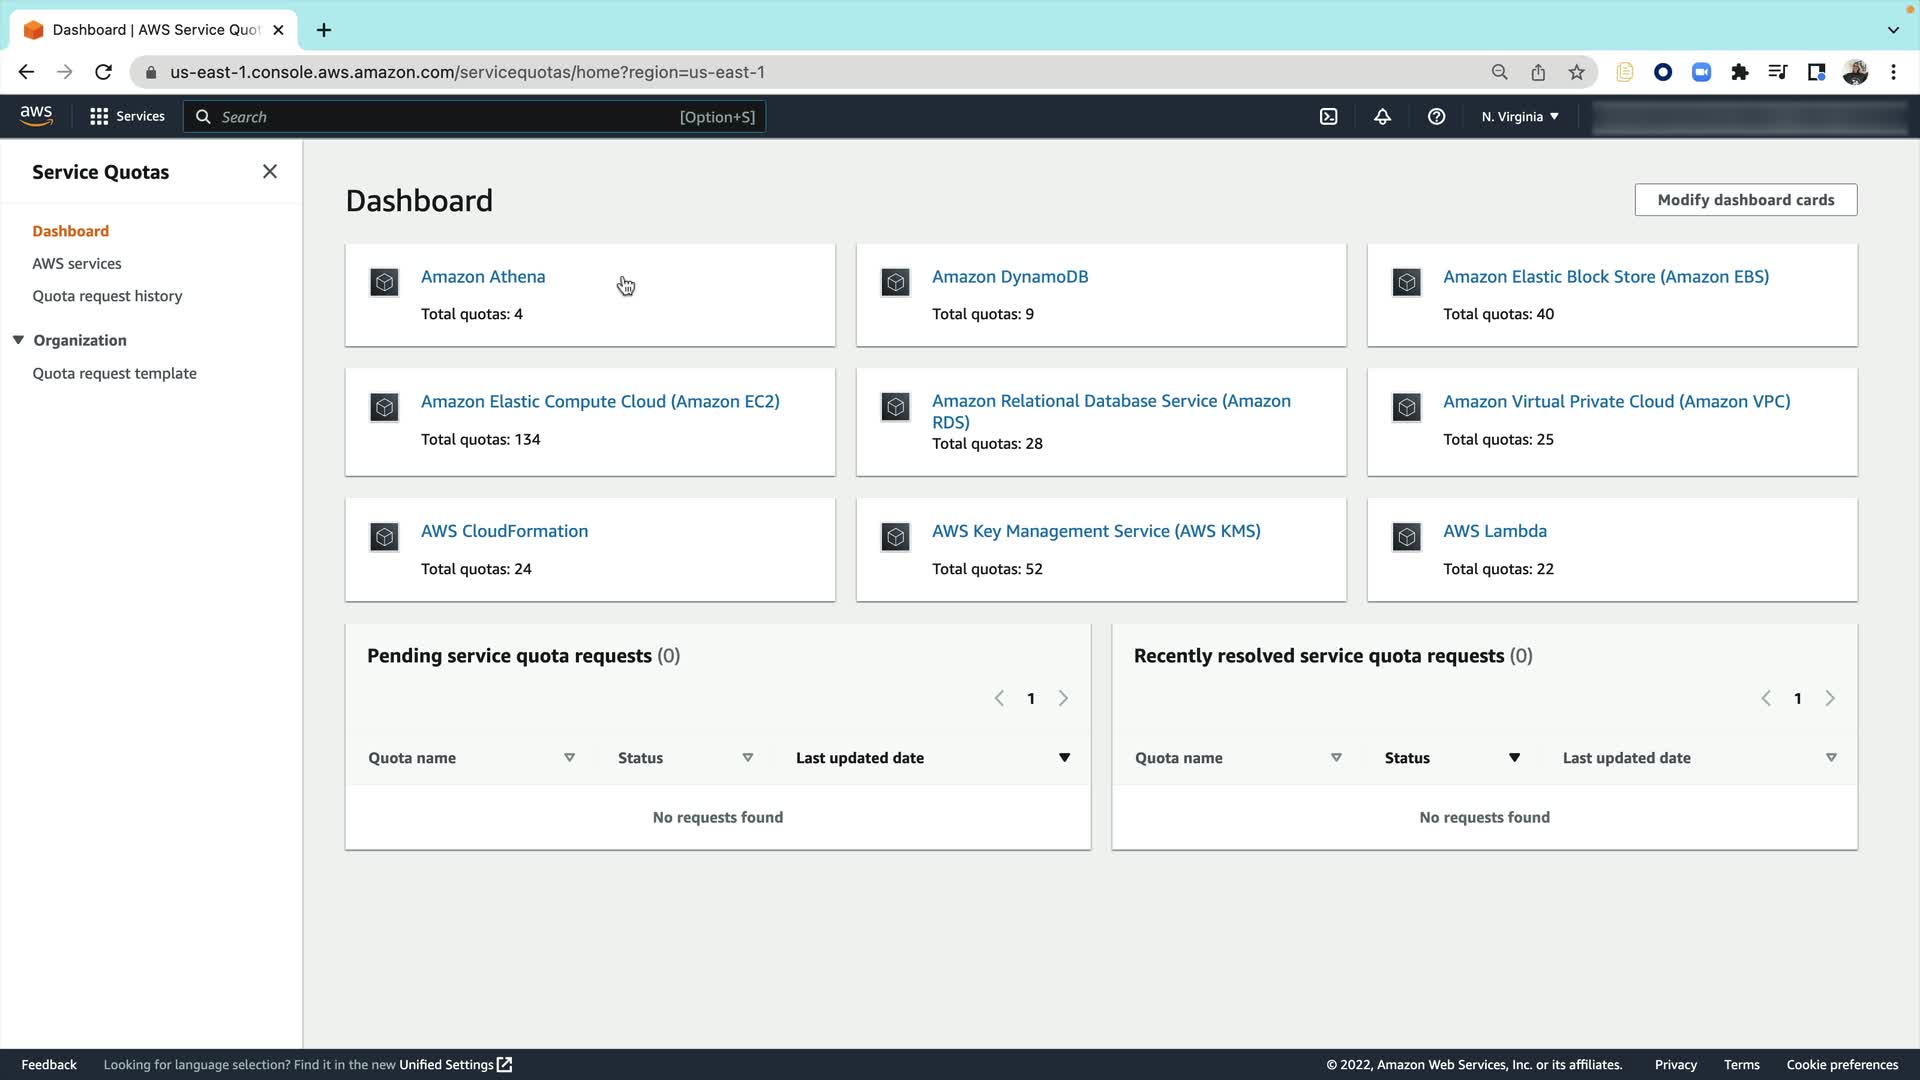 Dashboard | AWS Service Quot
us-east-1.console.aws.amazon.com/servicequotas/home?region=us-east-1
aws
Services
Search
[Option+S]
N. Virginia
Service Quotas
Dashboard
AWS services
Quota request history
Organization
Quota request template
Dashboard
Modify dashboard cards
Amazon Athena
Total quotas: 4
Amazon DynamoDB
Total quotas: 9
Amazon Elastic Block Store (Amazon EBS)
Total quotas: 40
Amazon Elastic Compute Cloud (Amazon EC2)
Total quotas: 134
Amazon Relational Database Service (Amazon
RDS)
Total quotas: 28
Amazon Virtual Private Cloud (Amazon VPC)
Total quotas: 25
AWS CloudFormation
Total quotas: 24
AWS Key Management Service (AWS KMS)
Total quotas: 52
AWS Lambda
Total quotas: 22
Pending service quota requests (0)
1
Quota name
Status
Last updated date
No requests found
Recently resolved service quota requests (0)
1
Quota name
Status
Last updated date
No requests found
Feedback
Looking for language selection? Find it in the new Unified Settings
© 2022, Amazon Web Services, Inc. or its affiliates.
Privacy
Terms
Cookie preferences